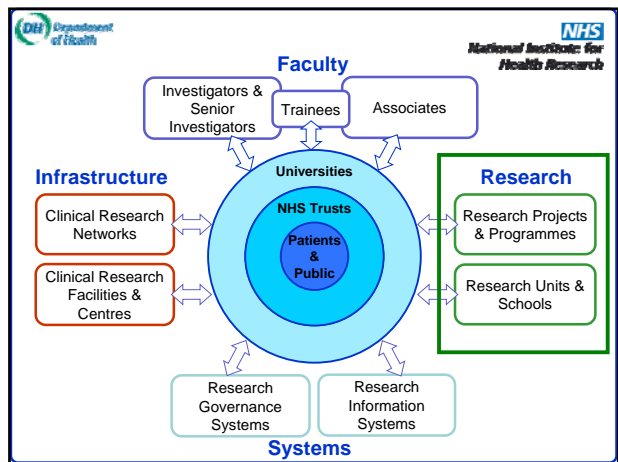 DH Department
of Health
NHS
National Institute for
Health Research
Faculty
Investigators &
Senior
Investigators
Trainees
Associates
Infrastructure
Research
Universities
NHS Trusts
Patients
&
Public
Clinical Research
Networks
Clinical Research
Facilities &
Centres
Research Projects
& Programmes
Research Units &
Schools
Research
Governance
Systems
Research
Information
Systems
Systems